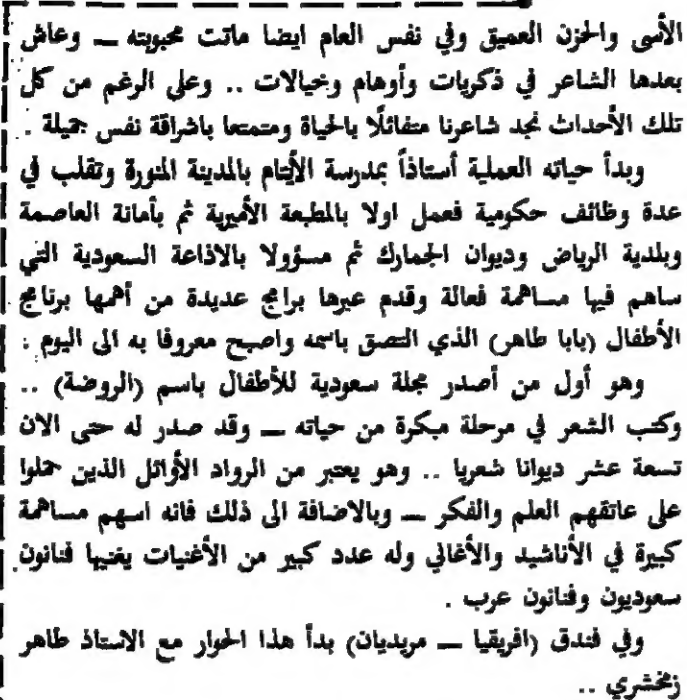 الأسى والحزن العميق وفي نفس العام ايضا ماتت محبوبته ــ وعاش
بعدها الشاعر في ذكريات وأوهام وخيالات .. وعلى الرغم من كل
تلك الأحداث نجد شاعرنا متفائلًا بالحياة ومتمتعا باشراقة نفس جميلة .
وبدأ حياته العملية أستاذاً بمدرسة الأيتام بالمدينة المنورة وتقلب في
عدة وظائف حكومية فعمل اولا بالمطبعة الأميرية ثم بأمانة العاصمة
وبلدية الرياض وديوان الجمارك ثم مسؤولا بالاذاعة السعودية التي
ساهم فيها مساهمة فعالة وقدم عبرها برامج عديدة من أهمها برنامج
الأطفال (بابا طاهر) الذي التصق باسمه واصبح معروفا به الى اليوم .
وهو أول من أصدر مجلة سعودية للأطفال باسم (الروضة) ..
وكتب الشعر في مرحلة مبكرة من حياته ــ وقد صدر له حتى الان
تسعة عشر ديوانا شعريا .. وهو يعتبر من الرواد الأوائل الذين حملوا
على عاتقهم العلم والفكر ــ وبالاضافة الى ذلك فانه اسهم مساهمة
كبيرة في الأناشيد والأغاني وله عدد كبير من الأغنيات يغنيها فنانون
سعوديون وفنانون عرب .
وفي فندق (افريقيا ــ مريديان) بدأ هذا الحوار مع الاستاذ طاهر
زمخشري ..